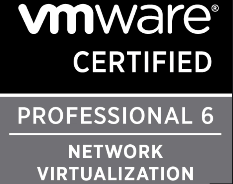 vmware®
CERTIFIED
PROFESSIONAL 6
NETWORK
VIRTUALIZATION